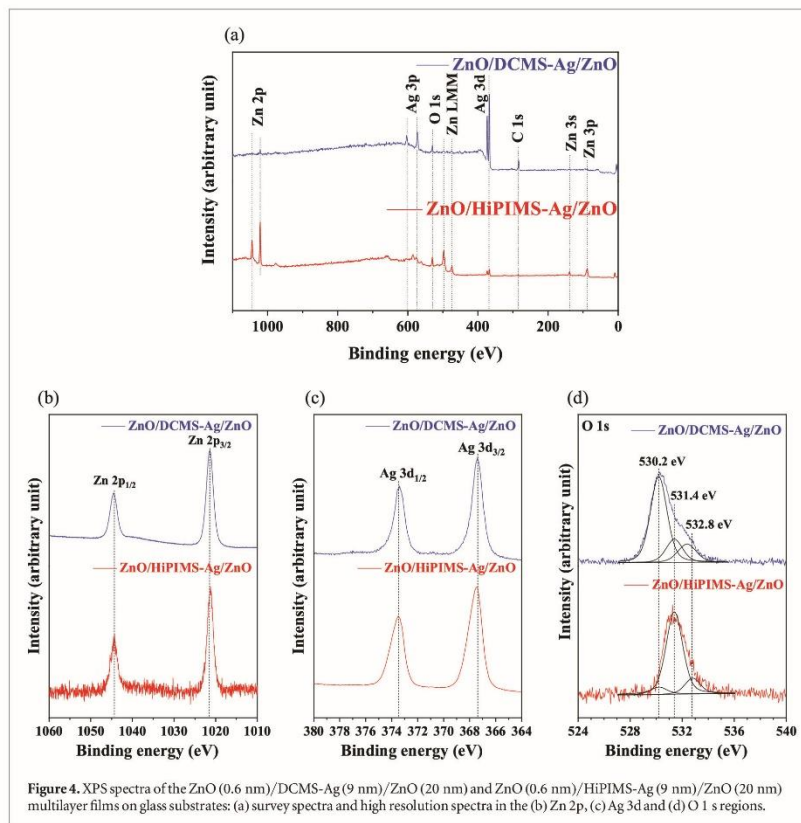 (a)
ZnO/DCMS-Ag/ZnO
Zn 2p
Ag 3p
O 1s
Zn LMM
Ag 3d
C 1s
Zn 3s
Zn 3p
ZnO/HiPIMS-Ag/ZnO
Intensity (arbitrary unit)
1000 800 600 400 200 0
Binding energy (eV)
(b)
ZnO/DCMS-Ag/ZnO
Zn 2p3/2
Zn 2p1/2
ZnO/HiPIMS-Ag/ZnO
Intensity (arbitrary unit)
1060 1050 1040 1030 1020 1010
Binding energy (eV)
(c)
ZnO/DCMS-Ag/ZnO
Ag 3d3/2
Ag 3d1/2
ZnO/HiPIMS-Ag/ZnO
Intensity (arbitrary unit)
380 376 372 368 364
Binding energy (eV)
(d)
O 1s
ZnO/DCMS-Ag/ZnO
530.2 eV
531.4 eV
532.8 eV
ZnO/HiPIMS-Ag/ZnO
Intensity (arbitrary unit)
524 528 532 536 540
Binding energy (eV)
Figure 4. XPS spectra of the ZnO (0.6 nm)/DCMS-Ag (9 nm)/ZnO (20 nm) and ZnO (0.6 nm)/HiPIMS-Ag (9 nm)/ZnO (20 nm)
multilayer films on glass substrates: (a) survey spectra and high resolution spectra in the (b) Zn 2p, (c) Ag 3d and (d) O 1 s regions.